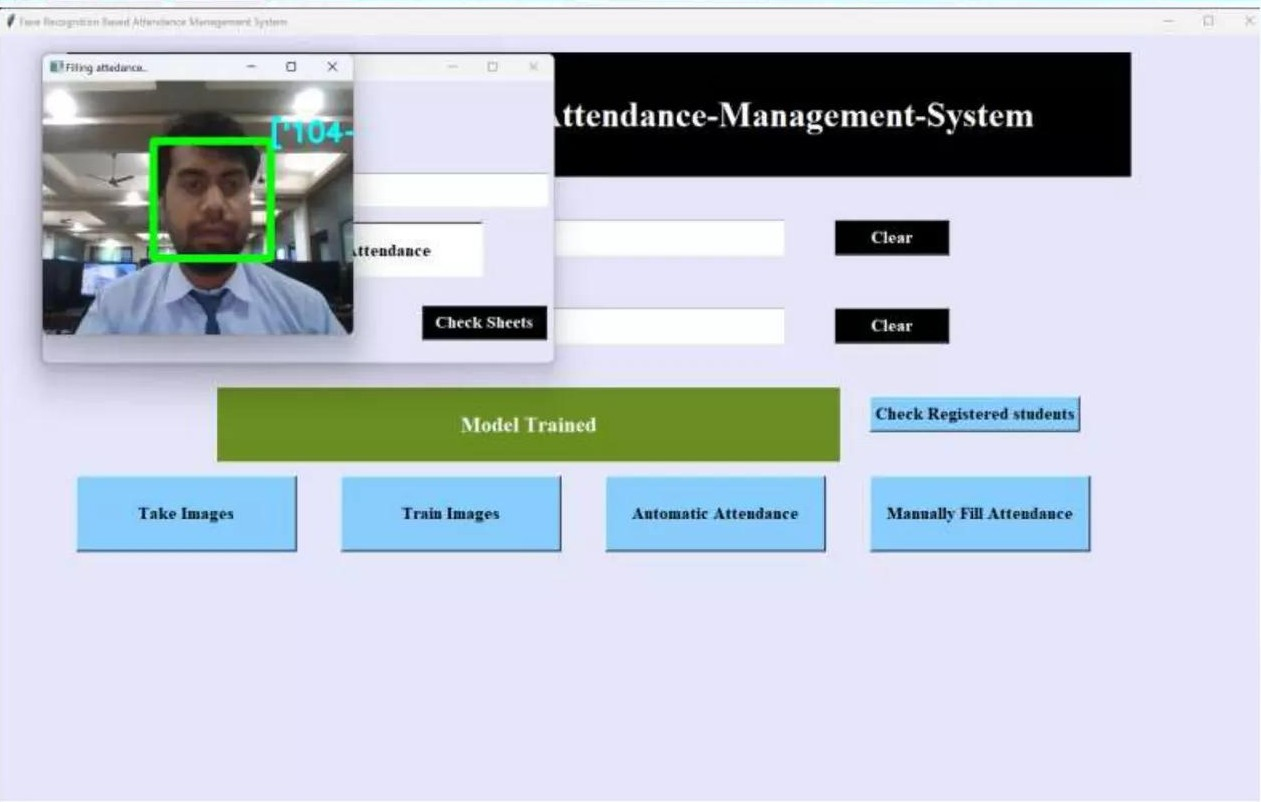 Face Recognition Based Attendance Management System
Filling attedance..
['104-
Attendance-Management-System
Attendance
Clear
Check Sheets
Clear
Model Trained
Check Registered students
Take Images
Train Images
Automatic Attendance
Manually Fill Attendance